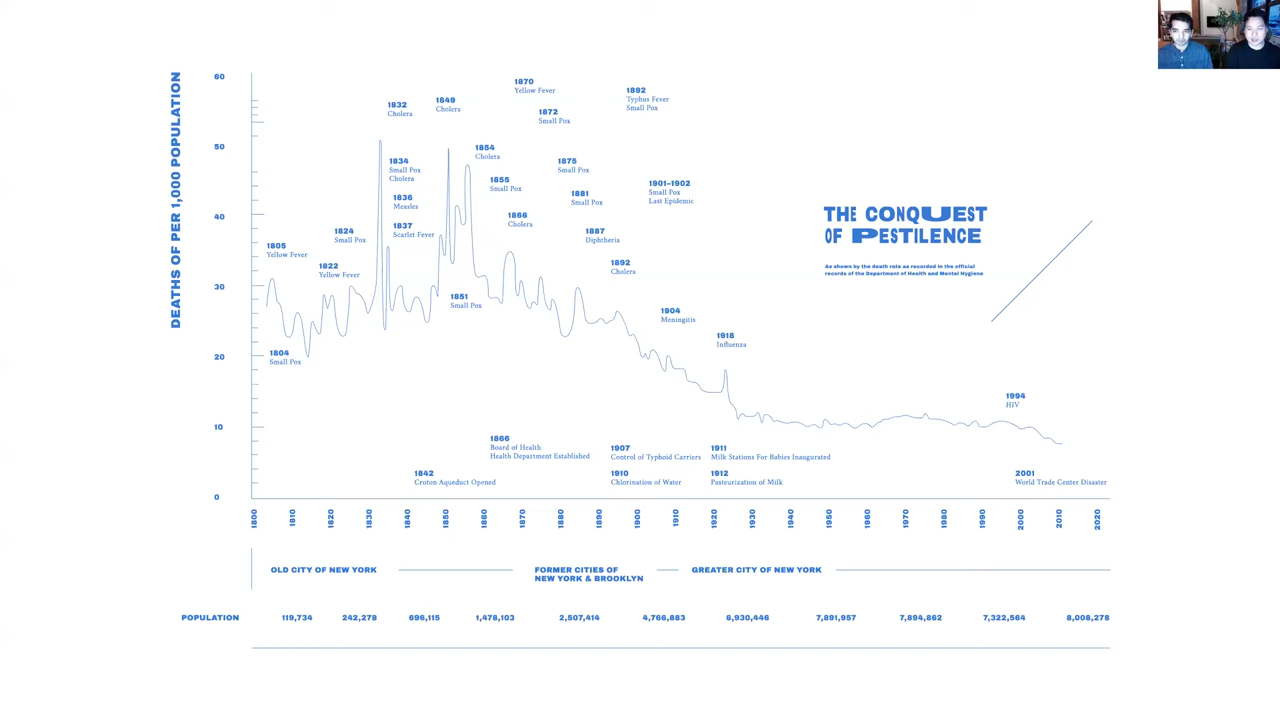 DEATHS OF PER 1,000 POPULATION
60
50
40
30
20
10
0
1804
Small Pox
1805
Yellow Fever
1822
Yellow Fever
1824
Small Pox
1832
Cholera
1834
Small Pox
Cholera
1836
Measles
1837
Scarlet Fever
1849
Cholera
1851
Small Pox
1854
Cholera
1855
Small Pox
1866
Cholera
1870
Yellow Fever
1872
Small Pox
1875
Small Pox
1881
Small Pox
1887
Diphtheria
1892
Cholera
1892
Typhus Fever
Small Pox
1901–1902
Small Pox
Last Epidemic
1904
Meningitis
1918
Influenza
1994
HIV
THE CONQUEST
OF PESTILENCE
As shown by the death rate as recorded in the official
records of the Department of Health and Mental Hygiene
1842
Croton Aqueduct Opened
1866
Board of Health
Health Department Established
1907
Control of Typhoid Carriers
1910
Chlorination of Water
1911
Milk Stations For Babies Inaugurated
1912
Pasteurization of Milk
2001
World Trade Center Disaster
1800
1810
1820
1830
1840
1850
1860
1870
1880
1890
1900
1910
1920
1930
1940
1950
1960
1970
1980
1990
2000
2010
2020
OLD CITY OF NEW YORK
FORMER CITIES OF
NEW YORK & BROOKLYN
GREATER CITY OF NEW YORK
POPULATION 119,734 242,278 696,115 1,478,103 2,507,414 4,766,883 6,930,446 7,891,957 7,894,862 7,322,564 8,008,278